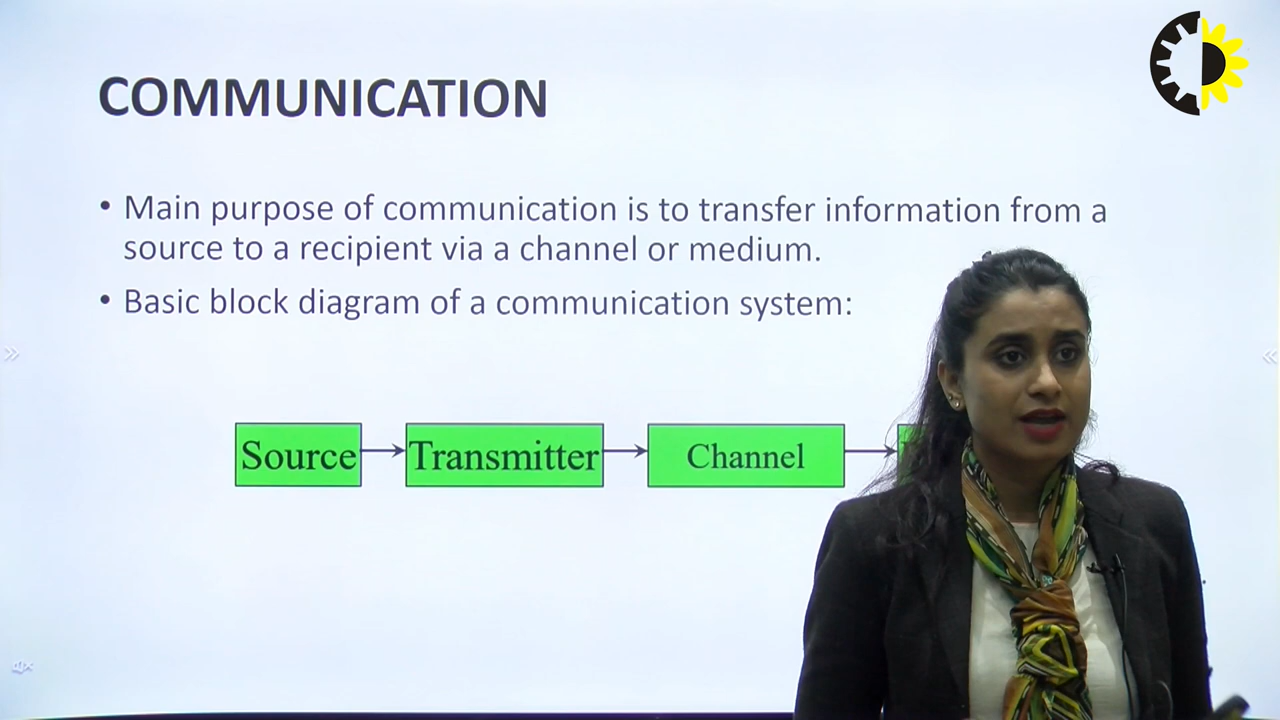 COMMUNICATION
• Main purpose of communication is to transfer information from a
source to a recipient via a channel or medium.
• Basic block diagram of a communication system:
Source Transmitter Channel